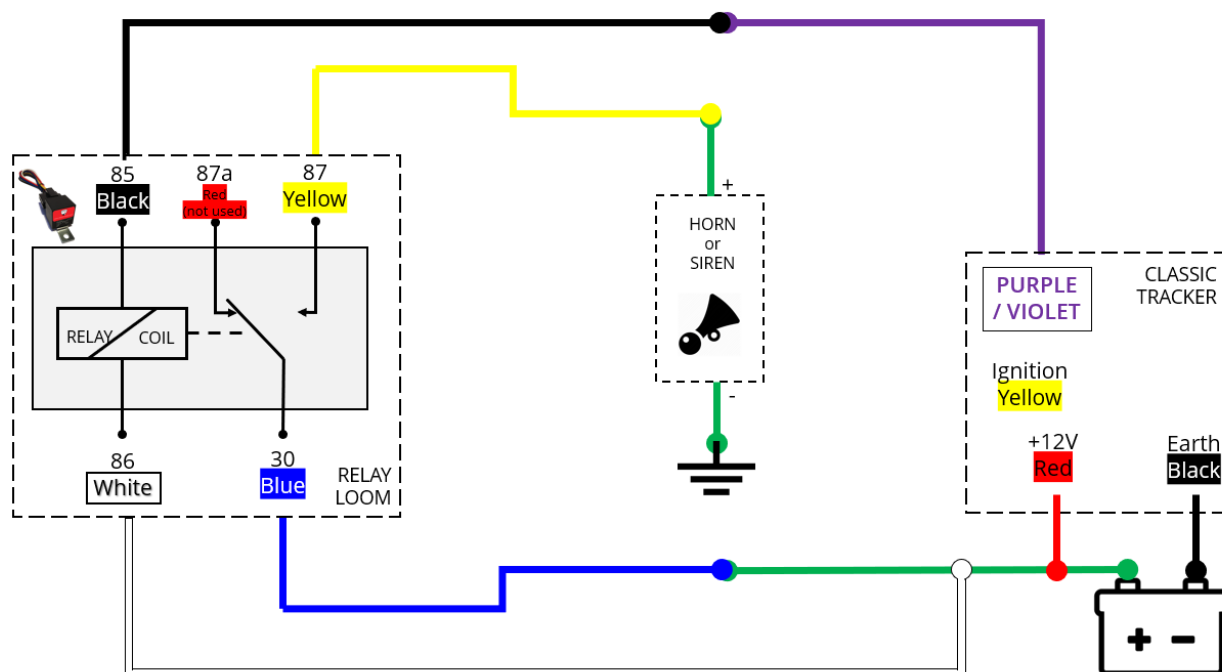 85
Black
87a
Red
(not used)
87
Yellow
RELAY
COIL
86
White
30
Blue
RELAY
LOOM
+
HORN
or
SIREN
-
PURPLE
/ VIOLET
CLASSIC
TRACKER
Ignition
Yellow
+12V
Red
Earth
Black
+ -